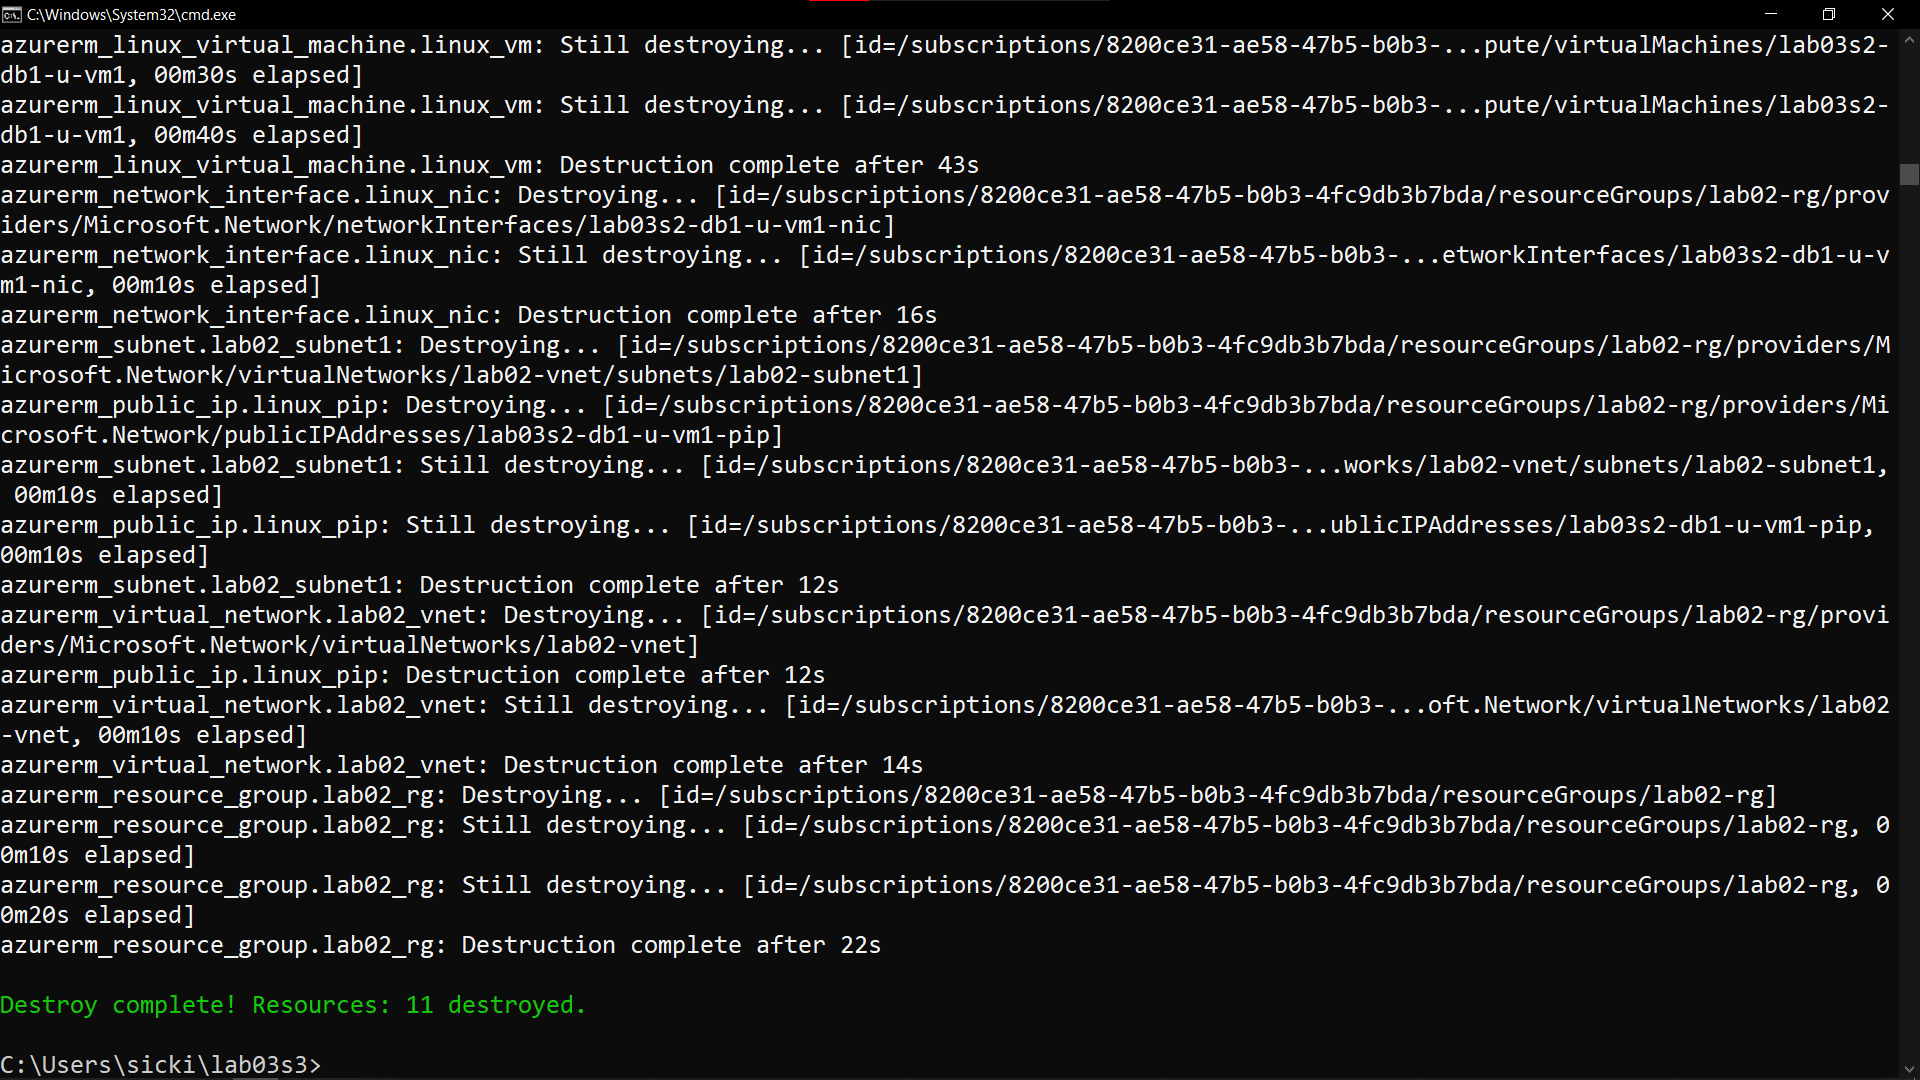 C:\Windows\System32\cmd.exe
azurerm_linux_virtual_machine.linux_vm: Still destroying... [id=/subscriptions/8200ce31-ae58-47b5-b0b3-...pute/virtualMachines/lab03s2-
db1-u-vm1, 00m30s elapsed]
azurerm_linux_virtual_machine.linux_vm: Still destroying... [id=/subscriptions/8200ce31-ae58-47b5-b0b3-...pute/virtualMachines/lab03s2-
db1-u-vm1, 00m40s elapsed]
azurerm_linux_virtual_machine.linux_vm: Destruction complete after 43s
azurerm_network_interface.linux_nic: Destroying... [id=/subscriptions/8200ce31-ae58-47b5-b0b3-4fc9db3b7bda/resourceGroups/lab02-rg/prov
iders/Microsoft.Network/networkInterfaces/lab03s2-db1-u-vm1-nic]
azurerm_network_interface.linux_nic: Still destroying... [id=/subscriptions/8200ce31-ae58-47b5-b0b3-...etworkInterfaces/lab03s2-db1-u-v
m1-nic, 00m10s elapsed]
azurerm_network_interface.linux_nic: Destruction complete after 16s
azurerm_subnet.lab02_subnet1: Destroying... [id=/subscriptions/8200ce31-ae58-47b5-b0b3-4fc9db3b7bda/resourceGroups/lab02-rg/providers/M
icrosoft.Network/virtualNetworks/lab02-vnet/subnets/lab02-subnet1]
azurerm_public_ip.linux_pip: Destroying... [id=/subscriptions/8200ce31-ae58-47b5-b0b3-4fc9db3b7bda/resourceGroups/lab02-rg/providers/Mi
crosoft.Network/publicIPAddresses/lab03s2-db1-u-vm1-pip]
azurerm_subnet.lab02_subnet1: Still destroying... [id=/subscriptions/8200ce31-ae58-47b5-b0b3-...works/lab02-vnet/subnets/lab02-subnet1,
 00m10s elapsed]
azurerm_public_ip.linux_pip: Still destroying... [id=/subscriptions/8200ce31-ae58-47b5-b0b3-...ublicIPAddresses/lab03s2-db1-u-vm1-pip,
00m10s elapsed]
azurerm_subnet.lab02_subnet1: Destruction complete after 12s
azurerm_virtual_network.lab02_vnet: Destroying... [id=/subscriptions/8200ce31-ae58-47b5-b0b3-4fc9db3b7bda/resourceGroups/lab02-rg/provi
ders/Microsoft.Network/virtualNetworks/lab02-vnet]
azurerm_public_ip.linux_pip: Destruction complete after 12s
azurerm_virtual_network.lab02_vnet: Still destroying... [id=/subscriptions/8200ce31-ae58-47b5-b0b3-...oft.Network/virtualNetworks/lab02
-vnet, 00m10s elapsed]
azurerm_virtual_network.lab02_vnet: Destruction complete after 14s
azurerm_resource_group.lab02_rg: Destroying... [id=/subscriptions/8200ce31-ae58-47b5-b0b3-4fc9db3b7bda/resourceGroups/lab02-rg]
azurerm_resource_group.lab02_rg: Still destroying... [id=/subscriptions/8200ce31-ae58-47b5-b0b3-4fc9db3b7bda/resourceGroups/lab02-rg, 0
0m10s elapsed]
azurerm_resource_group.lab02_rg: Still destroying... [id=/subscriptions/8200ce31-ae58-47b5-b0b3-4fc9db3b7bda/resourceGroups/lab02-rg, 0
0m20s elapsed]
azurerm_resource_group.lab02_rg: Destruction complete after 22s
Destroy complete! Resources: 11 destroyed.
C:\Users\sicki\lab03s3>